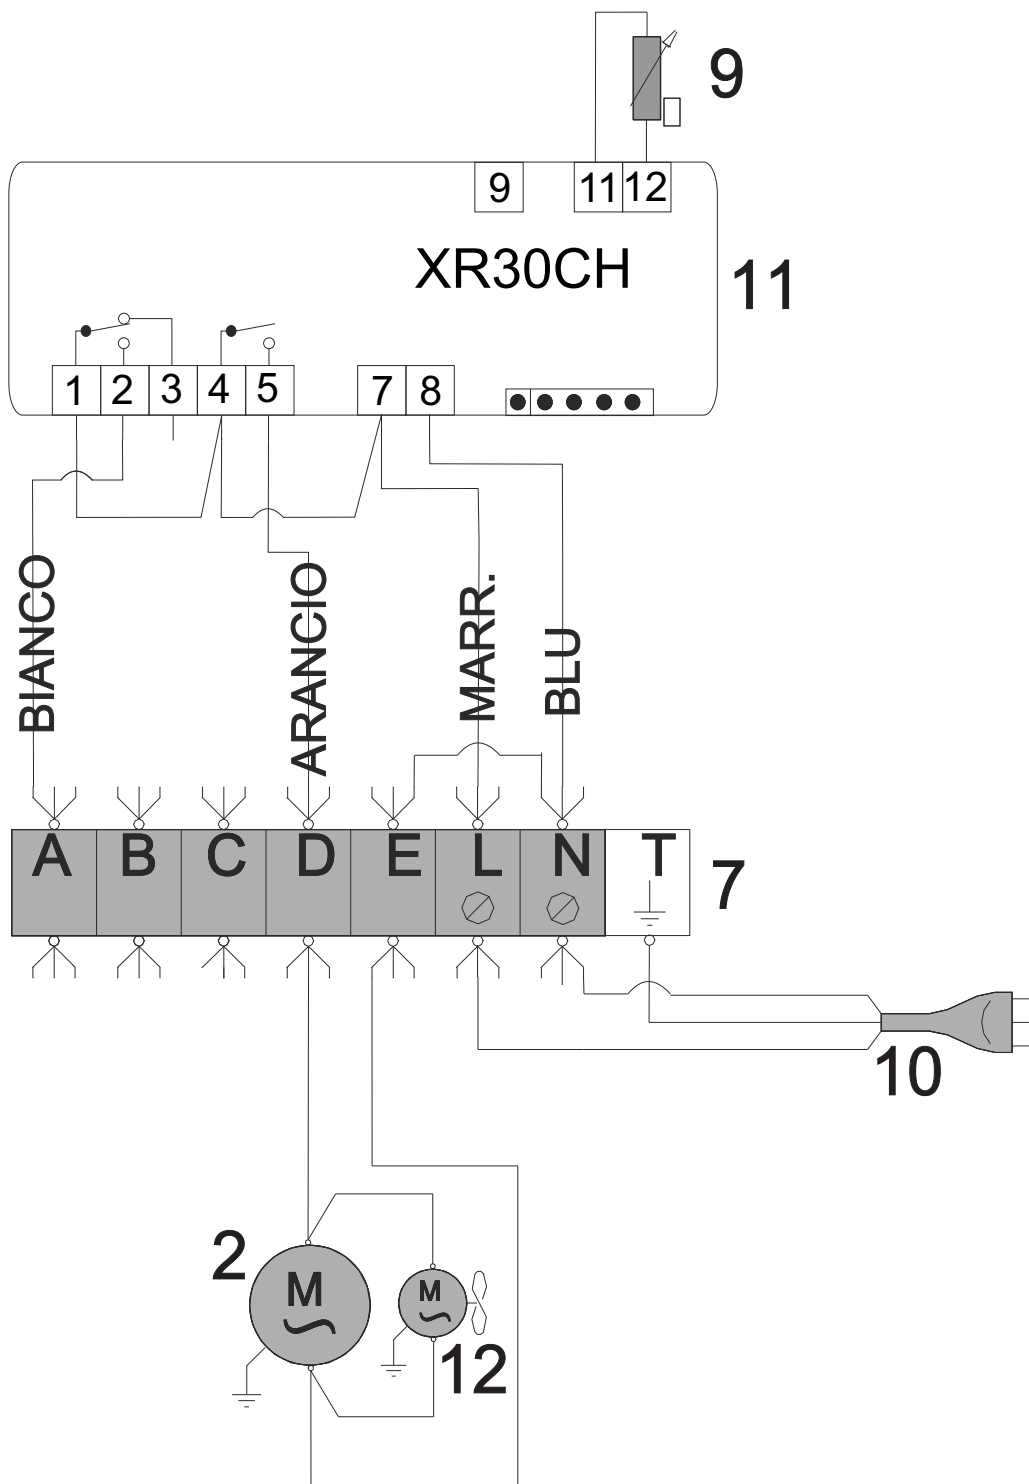 9
9 11 12
XR30CH
11
1 2 3 4 5 7 8
BIANCO
ARANCIO
MARR.
BLU
A B C D E L N T
7
10
2
M
M
12